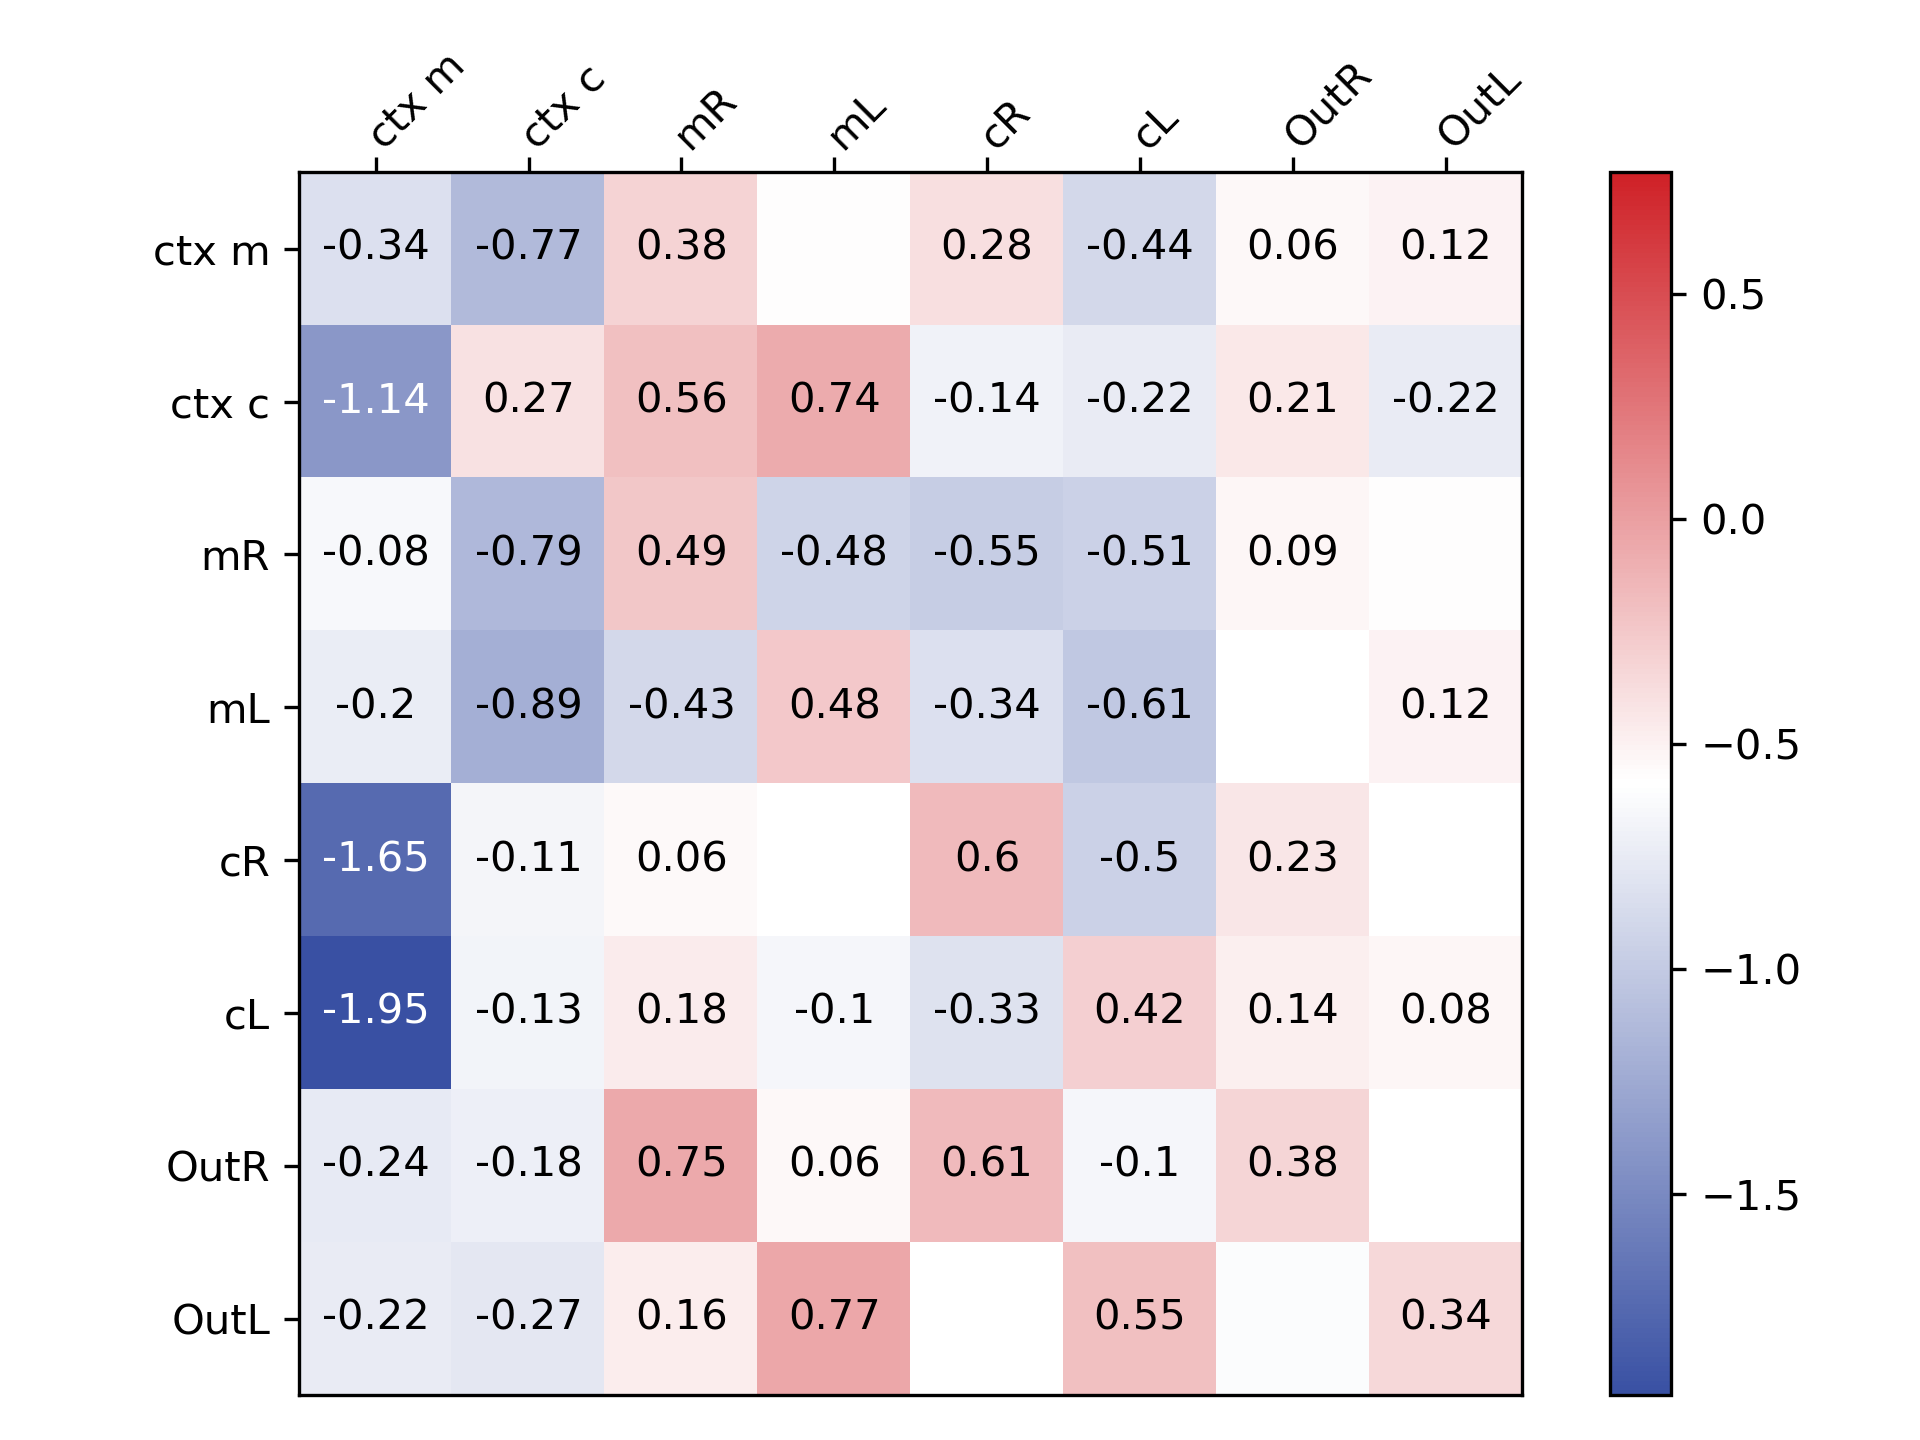 ctx m ctx c mR mL cR cL OutR OutL
ctx m -0.34 -0.77 0.38 0.28 -0.44 0.06 0.12
0.5
ctx c -1.14 0.27 0.56 0.74 -0.14 -0.22 0.21 -0.22
0.0
mR -0.08 -0.79 0.49 -0.48 -0.55 -0.51 0.09
mL -0.2 -0.89 -0.43 0.48 -0.34 -0.61 0.12
−0.5
cR -1.65 -0.11 0.06 0.6 -0.5 0.23
−1.0
cL -1.95 -0.13 0.18 -0.1 -0.33 0.42 0.14 0.08
OutR -0.24 -0.18 0.75 0.06 0.61 -0.1 0.38
−1.5
OutL -0.22 -0.27 0.16 0.77 0.55 0.34